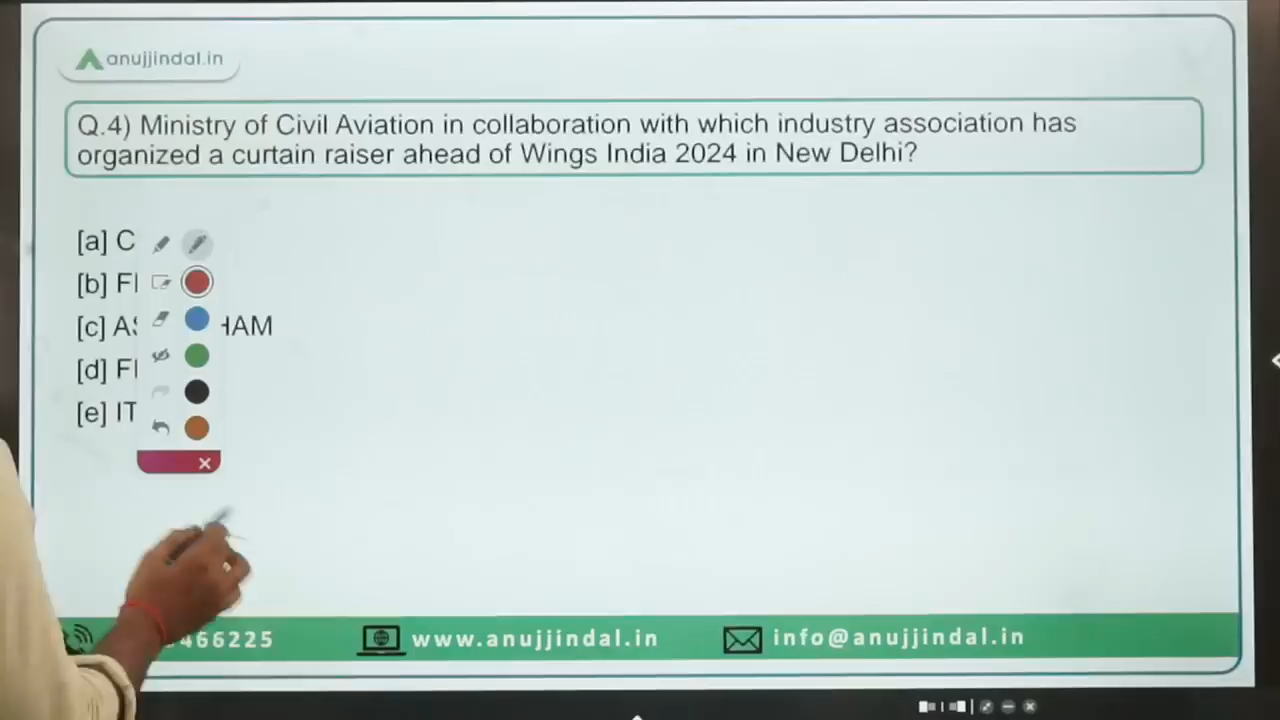 anujjindal.in
Q.4) Ministry of Civil Aviation in collaboration with which industry association has
organized a curtain raiser ahead of Wings India 2024 in New Delhi?
[a] C
[b] FI
[c] AS HAM
[d] FI
[e] IT
466225
www.anujjindal.in
info@anujjindal.in